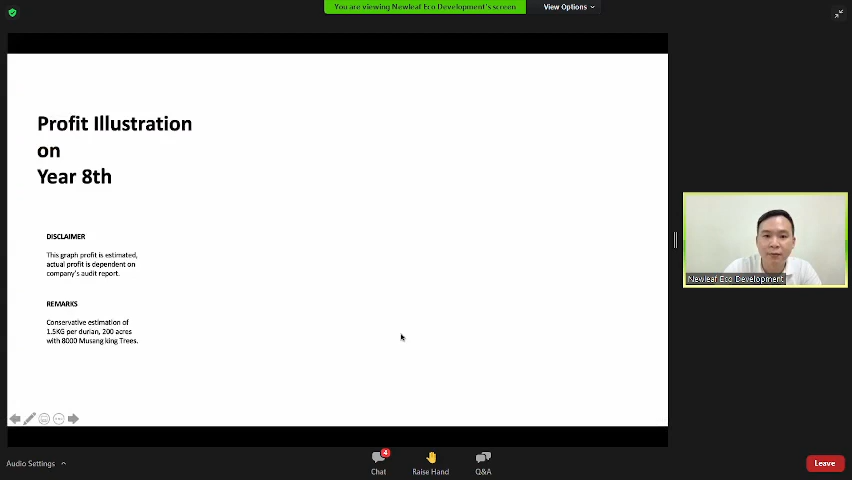 You are viewing Newleaf Eco Development's screen
View Options
Profit Illustration
on
Year 8th
DISCLAIMER
This graph profit is estimated,
actual profit is dependent on
company's audit report.
REMARKS
Conservative estimation of
1.5KG per durian, 200 acres
with 8000 Musang king Trees.
Newleaf Eco Development
Audio Settings
4
Chat
Raise Hand
Q&A
Leave